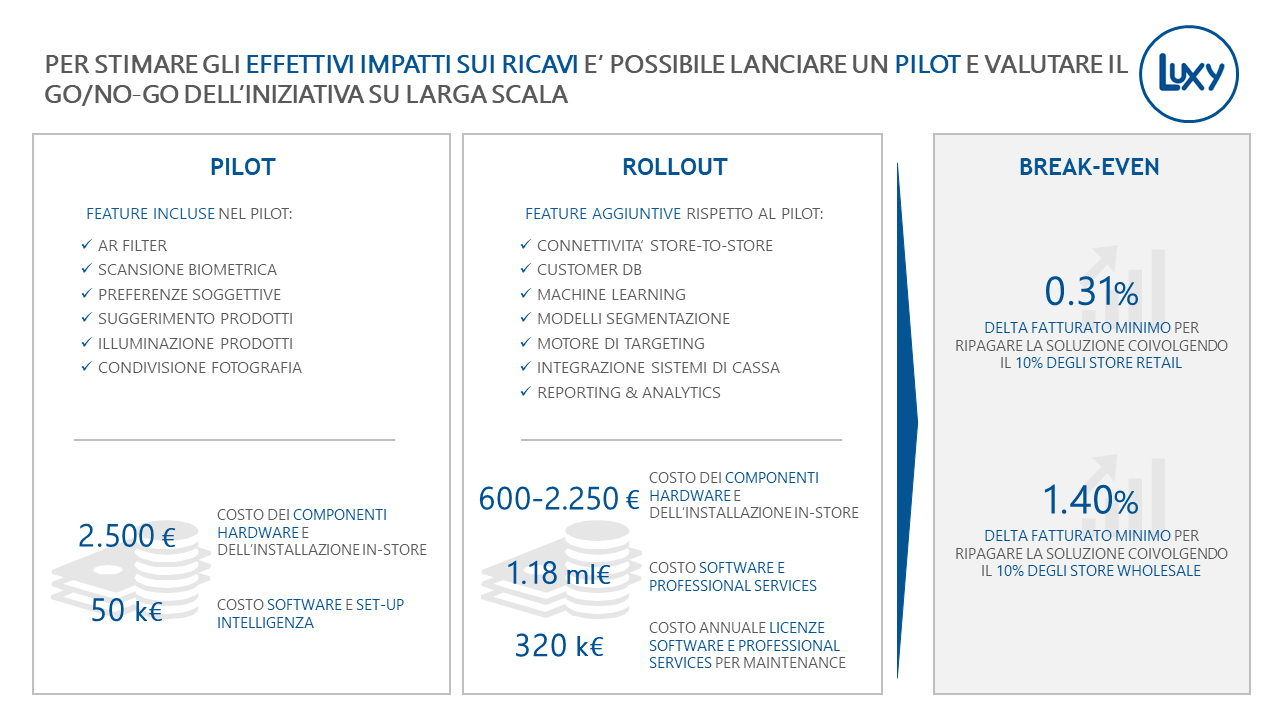 PER STIMARE GLI EFFETTIVI IMPATTI SUI RICAVI E’ POSSIBILE LANCIARE UN PILOT E VALUTARE IL
GO/NO-GO DELL’INIZIATIVA SU LARGA SCALA
Luxy
PILOT
FEATURE INCLUSE NEL PILOT:
✓ AR FILTER
✓ SCANSIONE BIOMETRICA
✓ PREFERENZE SOGGETTIVE
✓ SUGGERIMENTO PRODOTTI
✓ ILLUMINAZIONE PRODOTTI
✓ CONDIVISIONE FOTOGRAFIA
2.500 €
COSTO DEI COMPONENTI
HARDWARE E
DELL’INSTALLAZIONE IN-STORE
50 k€
COSTO SOFTWARE E SET-UP
INTELLIGENZA
ROLLOUT
FEATURE AGGIUNTIVE RISPETTO AL PILOT:
✓ CONNETTIVITA’ STORE-TO-STORE
✓ CUSTOMER DB
✓ MACHINE LEARNING
✓ MODELLI SEGMENTAZIONE
✓ MOTORE DI TARGETING
✓ INTEGRAZIONE SISTEMI DI CASSA
✓ REPORTING & ANALYTICS
600-2.250 €
COSTO DEI COMPONENTI
HARDWARE E
DELL’INSTALLAZIONE IN-STORE
1.18 ml€
COSTO SOFTWARE E
PROFESSIONAL SERVICES
320 k€
COSTO ANNUALE LICENZE
SOFTWARE E PROFESSIONAL
SERVICES PER MAINTENANCE
BREAK-EVEN
0.31%
DELTA FATTURATO MINIMO PER
RIPAGARE LA SOLUZIONE COIVOLGENDO
IL 10% DEGLI STORE RETAIL
1.40%
DELTA FATTURATO MINIMO PER
RIPAGARE LA SOLUZIONE COIVOLGENDO
IL 10% DEGLI STORE WHOLESALE